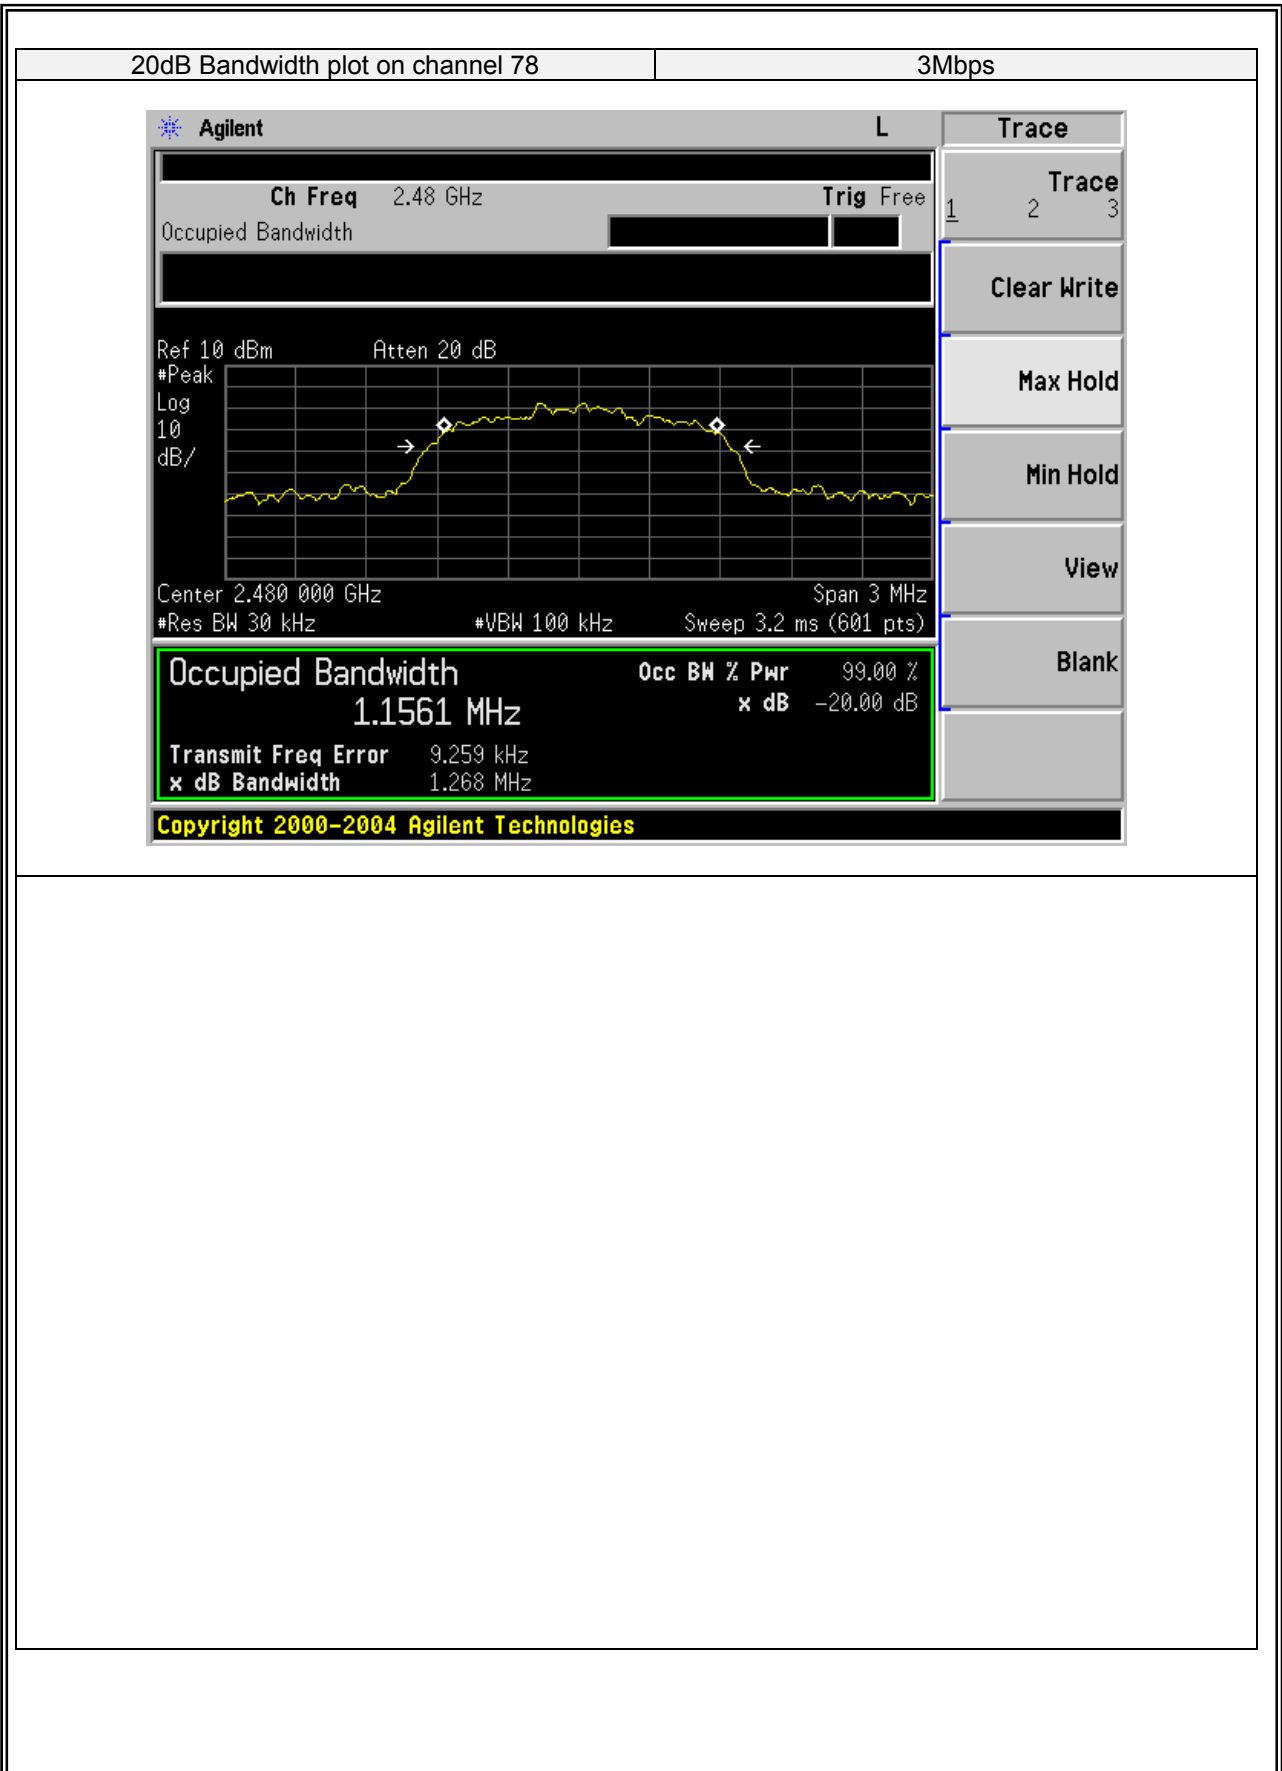 20dB Bandwidth plot on channel 78 3Mbps
Agilent L Trace
Ch Freq 2.48 GHz Trig Free
Occupied Bandwidth
Trace
1 2 3
Clear Write
Max Hold
Min Hold
View
Blank
Ref 10 dBm Atten 20 dB
#Peak
Log
10
dB/
Center 2.480 000 GHz Span 3 MHz
#Res BW 30 kHz #VBW 100 kHz Sweep 3.2 ms (601 pts)
Occupied Bandwidth Occ BW % Pwr 99.00 %
1.1561 MHz x dB -20.00 dB
Transmit Freq Error 9.259 kHz
x dB Bandwidth 1.268 MHz
Copyright 2000-2004 Agilent Technologies